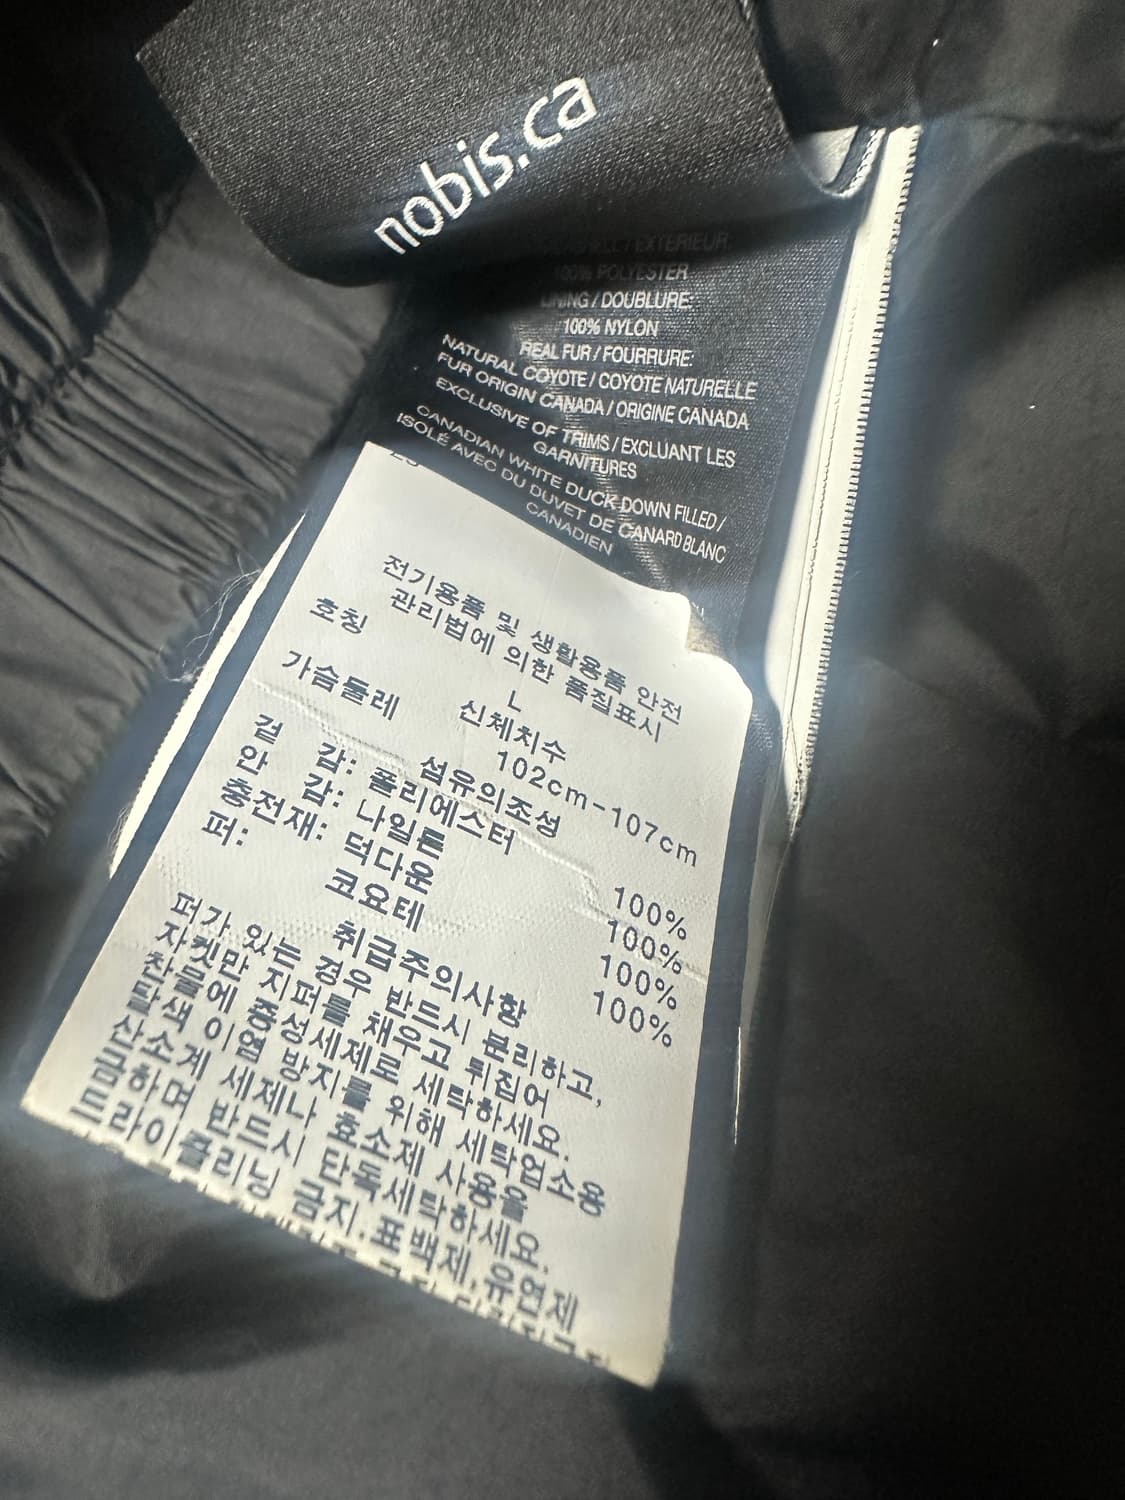 nobis.ca
EXTERIEUR
100% POLYESTER
LINING / DOUBLURE:
100% NYLON
REAL FUR / FOURRURE:
NATURAL COYOTE / COYOTE NATURELLE
FUR ORIGIN CANADA / ORIGINE CANADA
EXCLUSIVE OF TRIMS / EXCLUANT LES
GARNITURES
CANADIAN WHITE DUCK DOWN FILLED /
ISOLÉ AVEC DU DUVET DE CANARD BLANC
CANADIEN
전기용품 및 생활용품 안전
관리법에 의한 품질표시
호칭 L
신체치수
가슴둘레 102cm-107cm
섬유의조성
겉 감: 폴리에스터 100%
안 감: 나일론 100%
충전재: 덕다운 100%
퍼: 코요테 100%
취급주의사항
퍼가 있는 경우 반드시 분리하고,
자켓만 지퍼를 채우고 뒤집어
찬물에 중성세제로 세탁하세요.
탈색 이염 방지를 위해 세탁업소용
산소계 세제나 효소제 사용을
금하며 반드시 단독세탁하세요.
드라이클리닝 금지.표백제,유연제